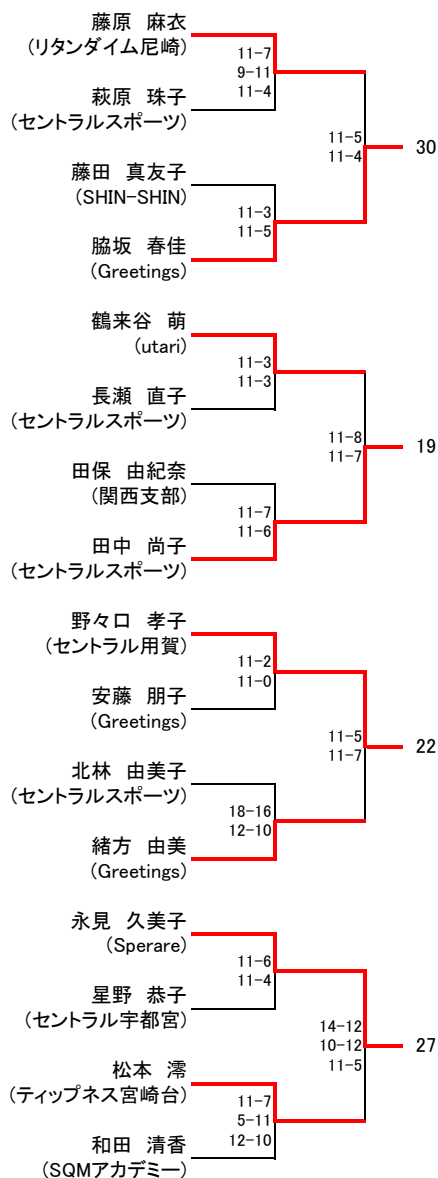 藤原 麻衣
(リタンダイム尼崎)
11-7
9-11
11-4
萩原 珠子
(セントラルスポーツ)
11-5
11-4
30
藤田 真友子
(SHIN-SHIN)
11-3
11-5
脇坂 春佳
(Greetings)
鶴来谷 萌
(utari)
11-3
11-3
長瀬 直子
(セントラルスポーツ)
11-8
11-7
19
田保 由紀奈
(関西支部)
11-7
11-6
田中 尚子
(セントラルスポーツ)
野々口 孝子
(セントラル用賀)
11-2
11-0
安藤 朋子
(Greetings)
11-5
11-7
22
北林 由美子
(セントラルスポーツ)
18-16
12-10
緒方 由美
(Greetings)
永見 久美子
(Sperare)
11-6
11-4
星野 恭子
(セントラル宇都宮)
14-12
10-12
11-5
27
松本 澪
(ティップネス宮崎台)
11-7
5-11
12-10
和田 清香
(SQMアカデミー)